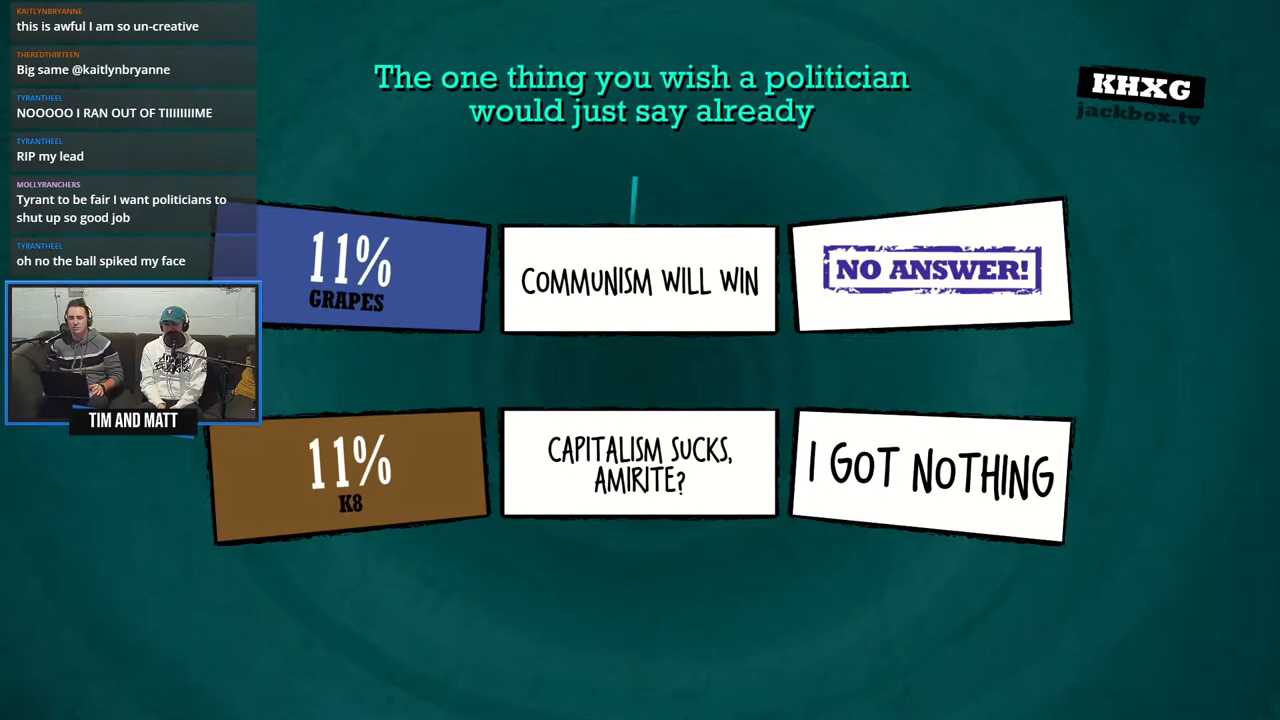 KAITLYNBRYANNE
this is awful I am so un-creative
THEREDTHIRTEEN
Big same @kaitlynbryanne
TYRANTHEEL
NOOOOO I RAN OUT OF TIIIIIIIIME
TYRANTHEEL
RIP my lead
MOLLYRANCHERS
Tyrant to be fair I want politicians to
shut up so good job
TYRANTHEEL
oh no the ball spiked my face
TIM AND MATT
The one thing you wish a politician
would just say already
KHXG
jackbox.tv
11%
GRAPES
COMMUNISM WILL WIN
NO ANSWER!
11%
K8
CAPITALISM SUCKS,
AMIRITE?
I GOT NOTHING